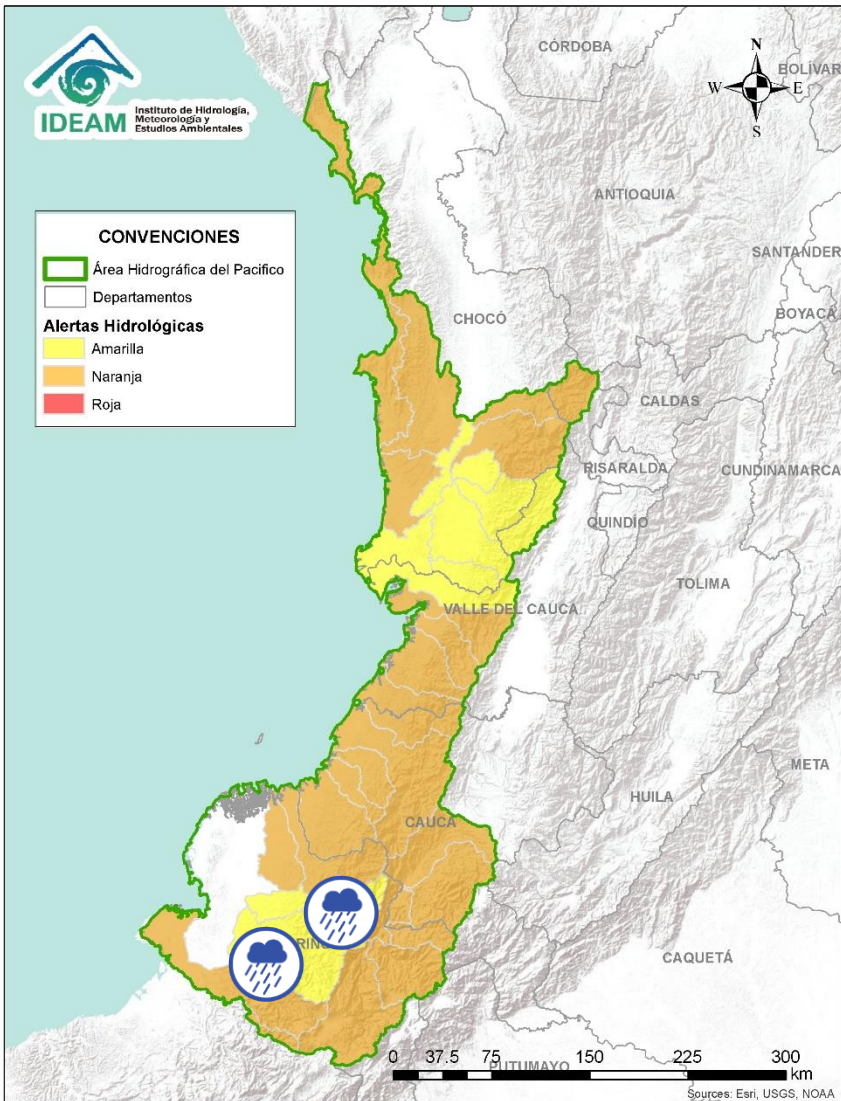 IDEAM
Instituto de Hidrología,
Meteorología y
Estudios Ambientales
CÓRDOBA
BOLÍVAR
N
W
E
S
ANTIOQUIA
SANTANDER
BOYACÁ
CONVENCIONES
Área Hidrográfica del Pacifico
Departamentos
Alertas Hidrológicas
Amarilla
Naranja
Roja
CHOCÓ
CALDAS
RISARALDA
CUNDINAMARCA
QUINDÍO
TOLIMA
VALLE DEL CAUCA
META
HUILA
CAUCA
CAQUETÁ
PUTUMAYO
0 37.5 75 150 225 300
km
Sources: Esri, USGS, NOAA